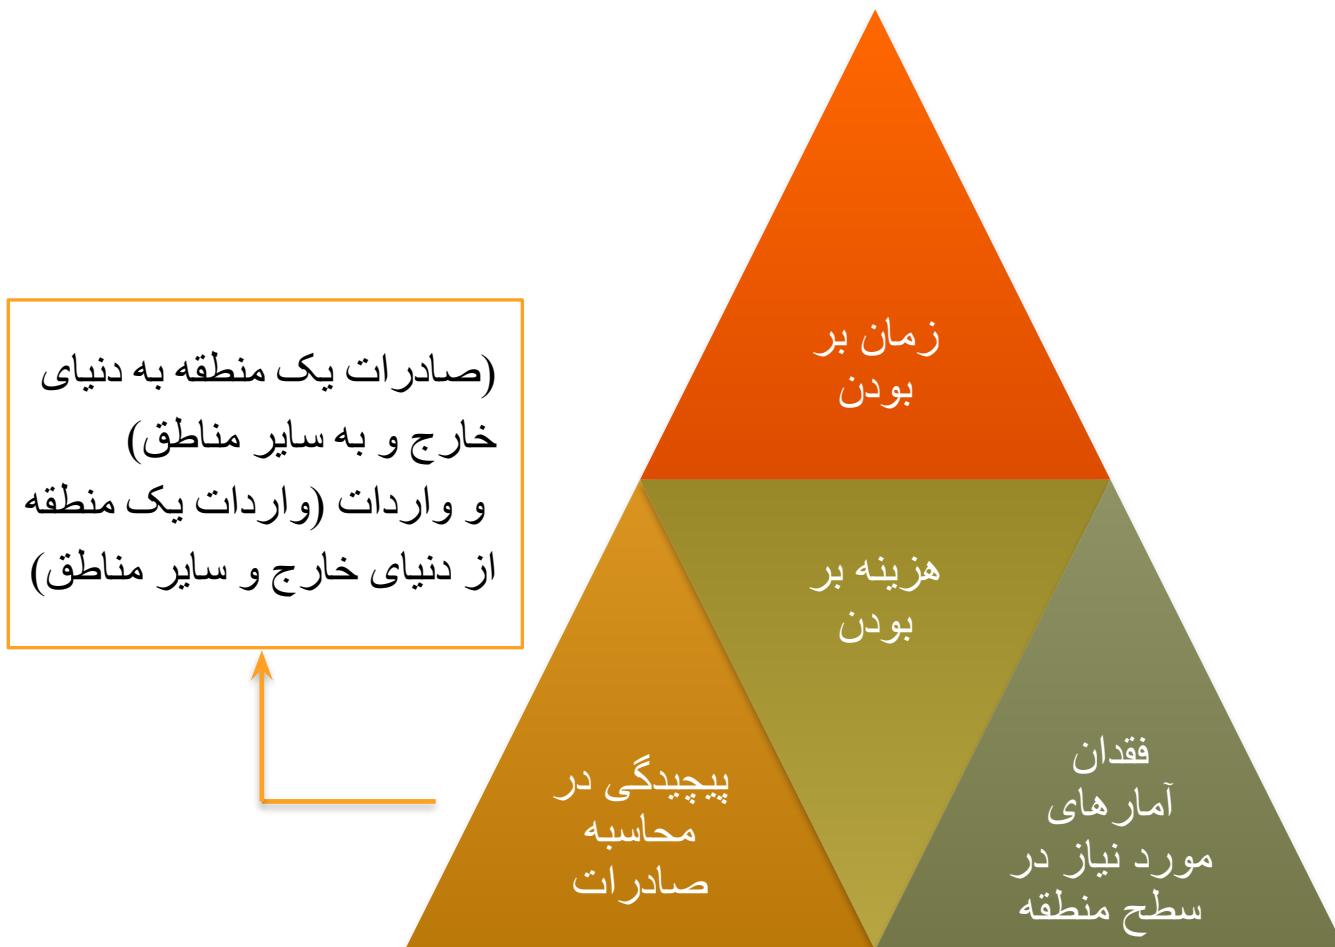 زمان بر
بودن
هزینه بر
بودن
فقدان
آمارهای
مورد نیاز در
سطح منطقه
پیچیدگی در
محاسبه
صادرات
(صادرات یک منطقه به دنیای
خارج و به سایر مناطق)
و واردات (واردات یک منطقه
از دنیای خارج و سایر مناطق)